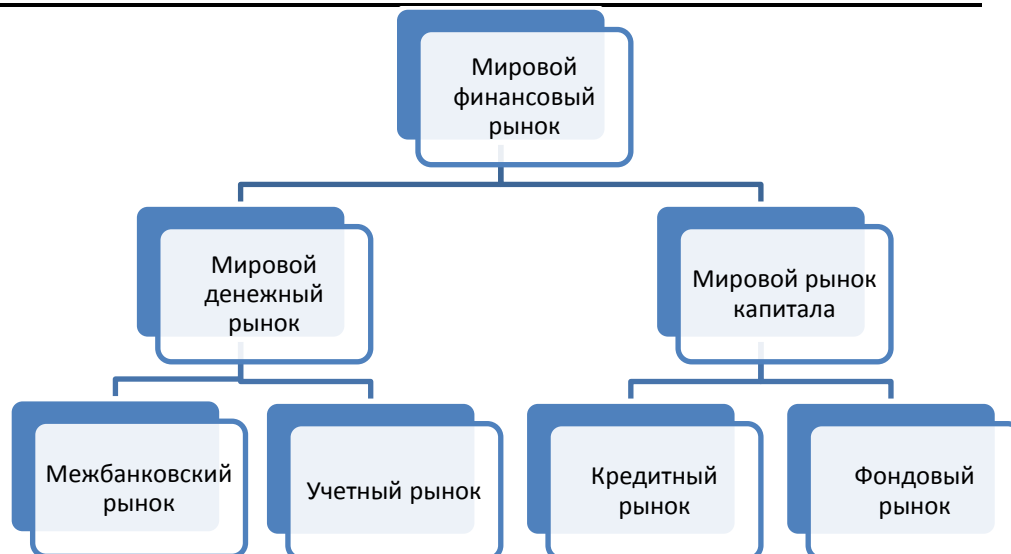 Мировой
финансовый
рынок
Мировой
денежный
рынок
Мировой рынок
капитала
Межбанковский
рынок
Учетный рынок
Кредитный
рынок
Фондовый
рынок